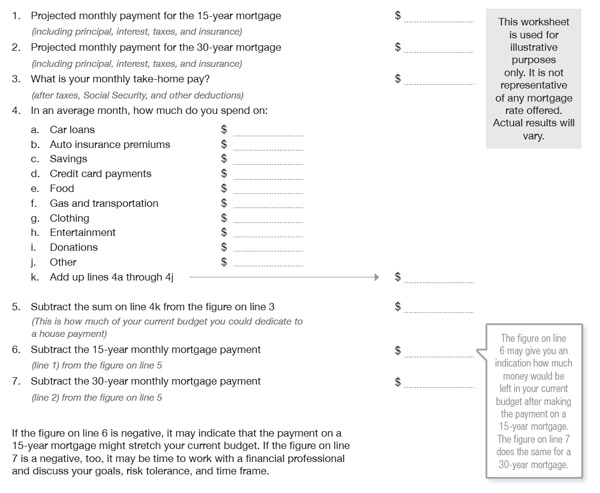 1. Projected monthly payment for the 15-year mortgage $
(including principal, interest, taxes, and insurance)
2. Projected monthly payment for the 30-year mortgage $
(including principal, interest, taxes, and insurance)
3. What is your monthly take-home pay? $
(after taxes, Social Security, and other deductions)
4. In an average month, how much do you spend on:
a. Car loans $
b. Auto insurance premiums $
c. Savings $
d. Credit card payments $
e. Food $
f. Gas and transportation $
g. Clothing $
h. Entertainment $
i. Donations $
j. Other $
k. Add up lines 4a through 4j $
5. Subtract the sum on line 4k from the figure on line 3 $
(This is how much of your current budget you could dedicate to
a house payment)
6. Subtract the 15-year monthly mortgage payment $
(line 1) from the figure on line 5
7. Subtract the 30-year monthly mortgage payment $
(line 2) from the figure on line 5
If the figure on line 6 is negative, it may indicate that the payment on a
15-year mortgage might stretch your current budget. If the figure on line
7 is a negative, too, it may be time to work with a financial professional
and discuss your goals, risk tolerance, and time frame.
This worksheet
is used for
illustrative
purposes
only. It is not
representative
of any mortgage
rate offered.
Actual results will
vary.
The figure on line
6 may give you an
indication how much
money would be
left in your current
budget after making
the payment on a
15-year mortgage.
The figure on line 7
does the same for a
30-year mortgage.